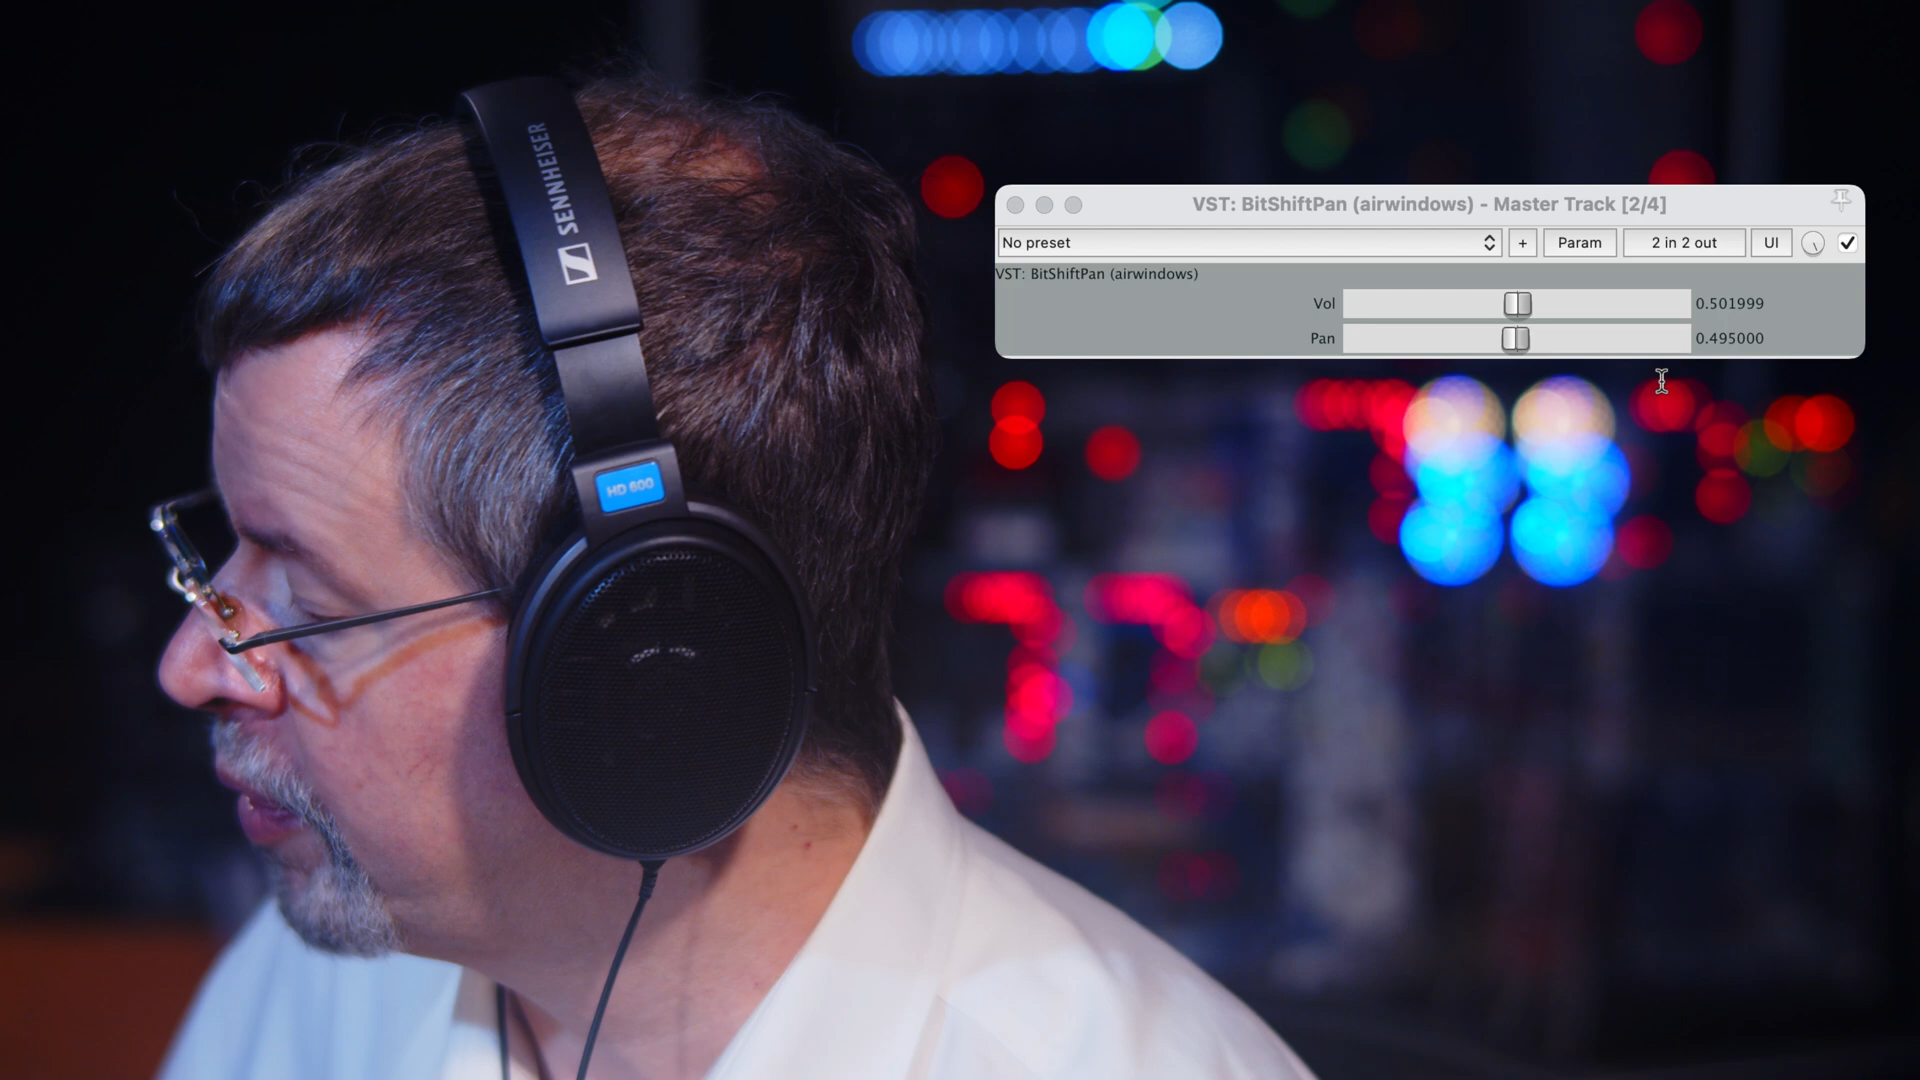 SENNHEISER
HD 600
VST: BitShiftPan (airwindows) - Master Track [2/4]
No preset
+
Param
2 in 2 out
UI
VST: BitShiftPan (airwindows)
Vol
0.501999
Pan
0.495000